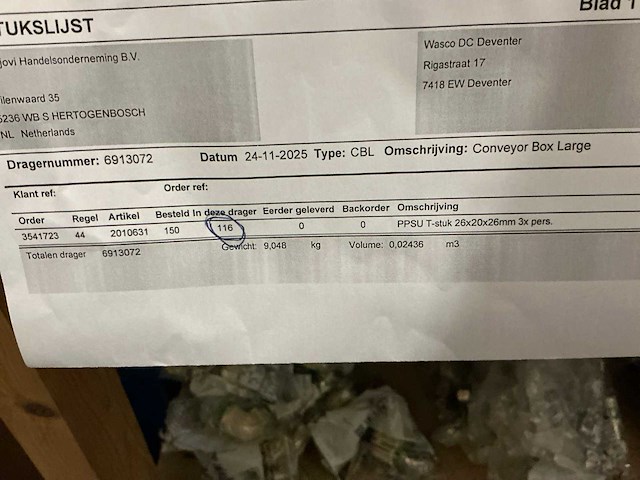 TUKSLIJST
Blad 1
jovi Handelsonderneming B.V.
ilenwaard 35
5236 WB S HERTOGENBOSCH
NL Netherlands
Wasco DC Deventer
Rigastraat 17
7418 EW Deventer
Dragernummer: 6913072 Datum 24-11-2025 Type: CBL Omschrijving: Conveyor Box Large
Klant ref: Order ref:
Order Regel Artikel Besteld In deze drager Eerder geleverd Backorder Omschrijving
3541723 44 2010631 150 116 0 0 PPSU T-stuk 26x20x26mm 3x pers.
Totalen drager 6913072 Gewicht: 9,048 kg Volume: 0,02436 m3